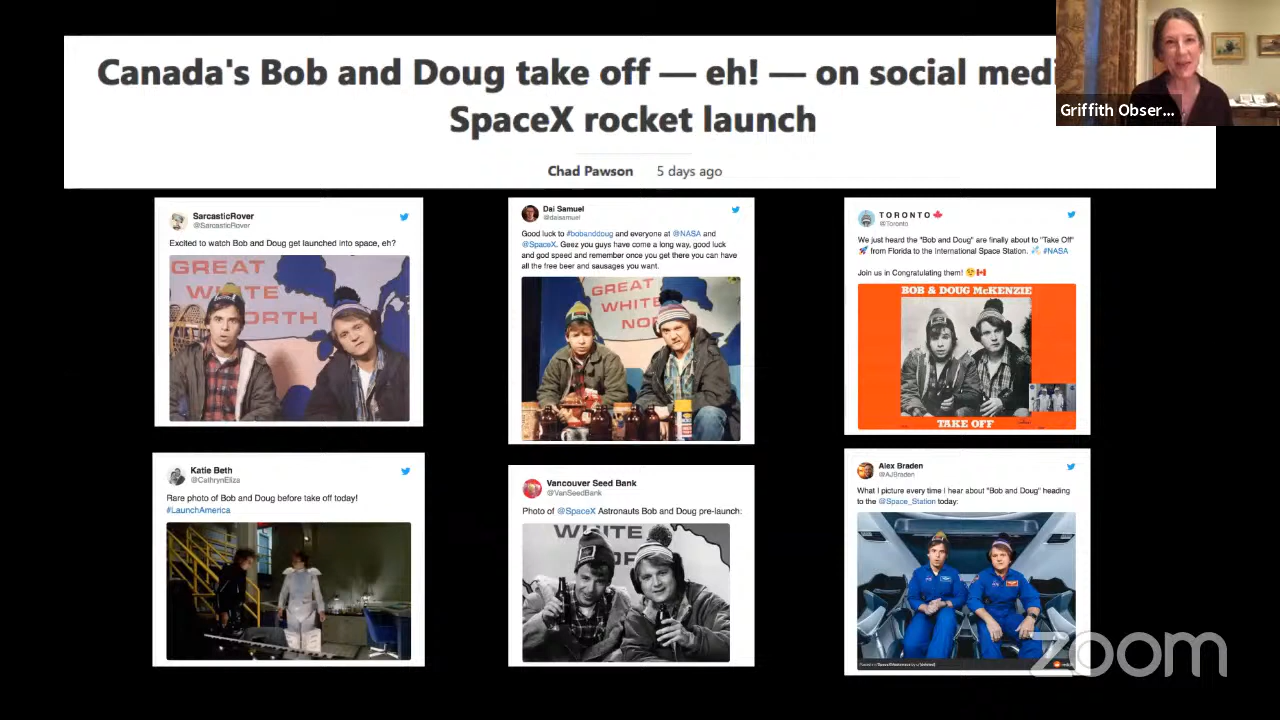 Canada's Bob and Doug take off — eh! — on social medi
SpaceX rocket launch
Griffith Obser...
Chad Pawson 5 days ago
SarcasticRover
@SarcasticRover
Excited to watch Bob and Doug get launched into space, eh?
GREAT
WHITE
NORTH
Dai Samuel
@daisamuel
Good luck to #bobanddoug and everyone at @NASA and
@SpaceX. Geez you guys have come a long way, good luck
and god speed and remember once you get there you can have
all the free beer and sausages you want.
GREAT
WHITE
NO
TORONTO
@Toronto
We just heard the "Bob and Doug" are finally about to "Take Off"
🚀 from Florida to the International Space Station. #NASA
Join us in Congratulating them!
BOB & DOUG McKENZIE
TAKE OFF
Katie Beth
@CathrynEliza
Rare photo of Bob and Doug before take off today!
#LaunchAmerica
Vancouver Seed Bank
@VanSeedBank
Photo of @SpaceX Astronauts Bob and Doug pre-launch:
WHITE
Alex Braden
@AJBraden
What I picture every time I hear about "Bob and Doug" heading
to the @Space_Station today:
zoom